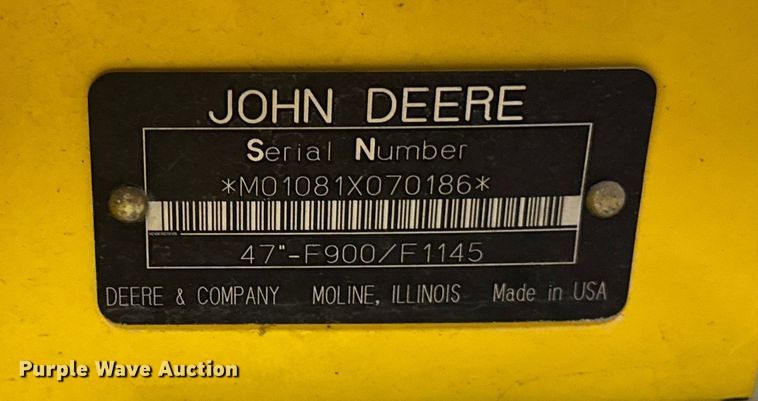 JOHN DEERE
Serial Number
*M01081X070186*
47"-F900/F1145
DEERE & COMPANY MOLINE, ILLINOIS Made in USA
Purple Wave Auction